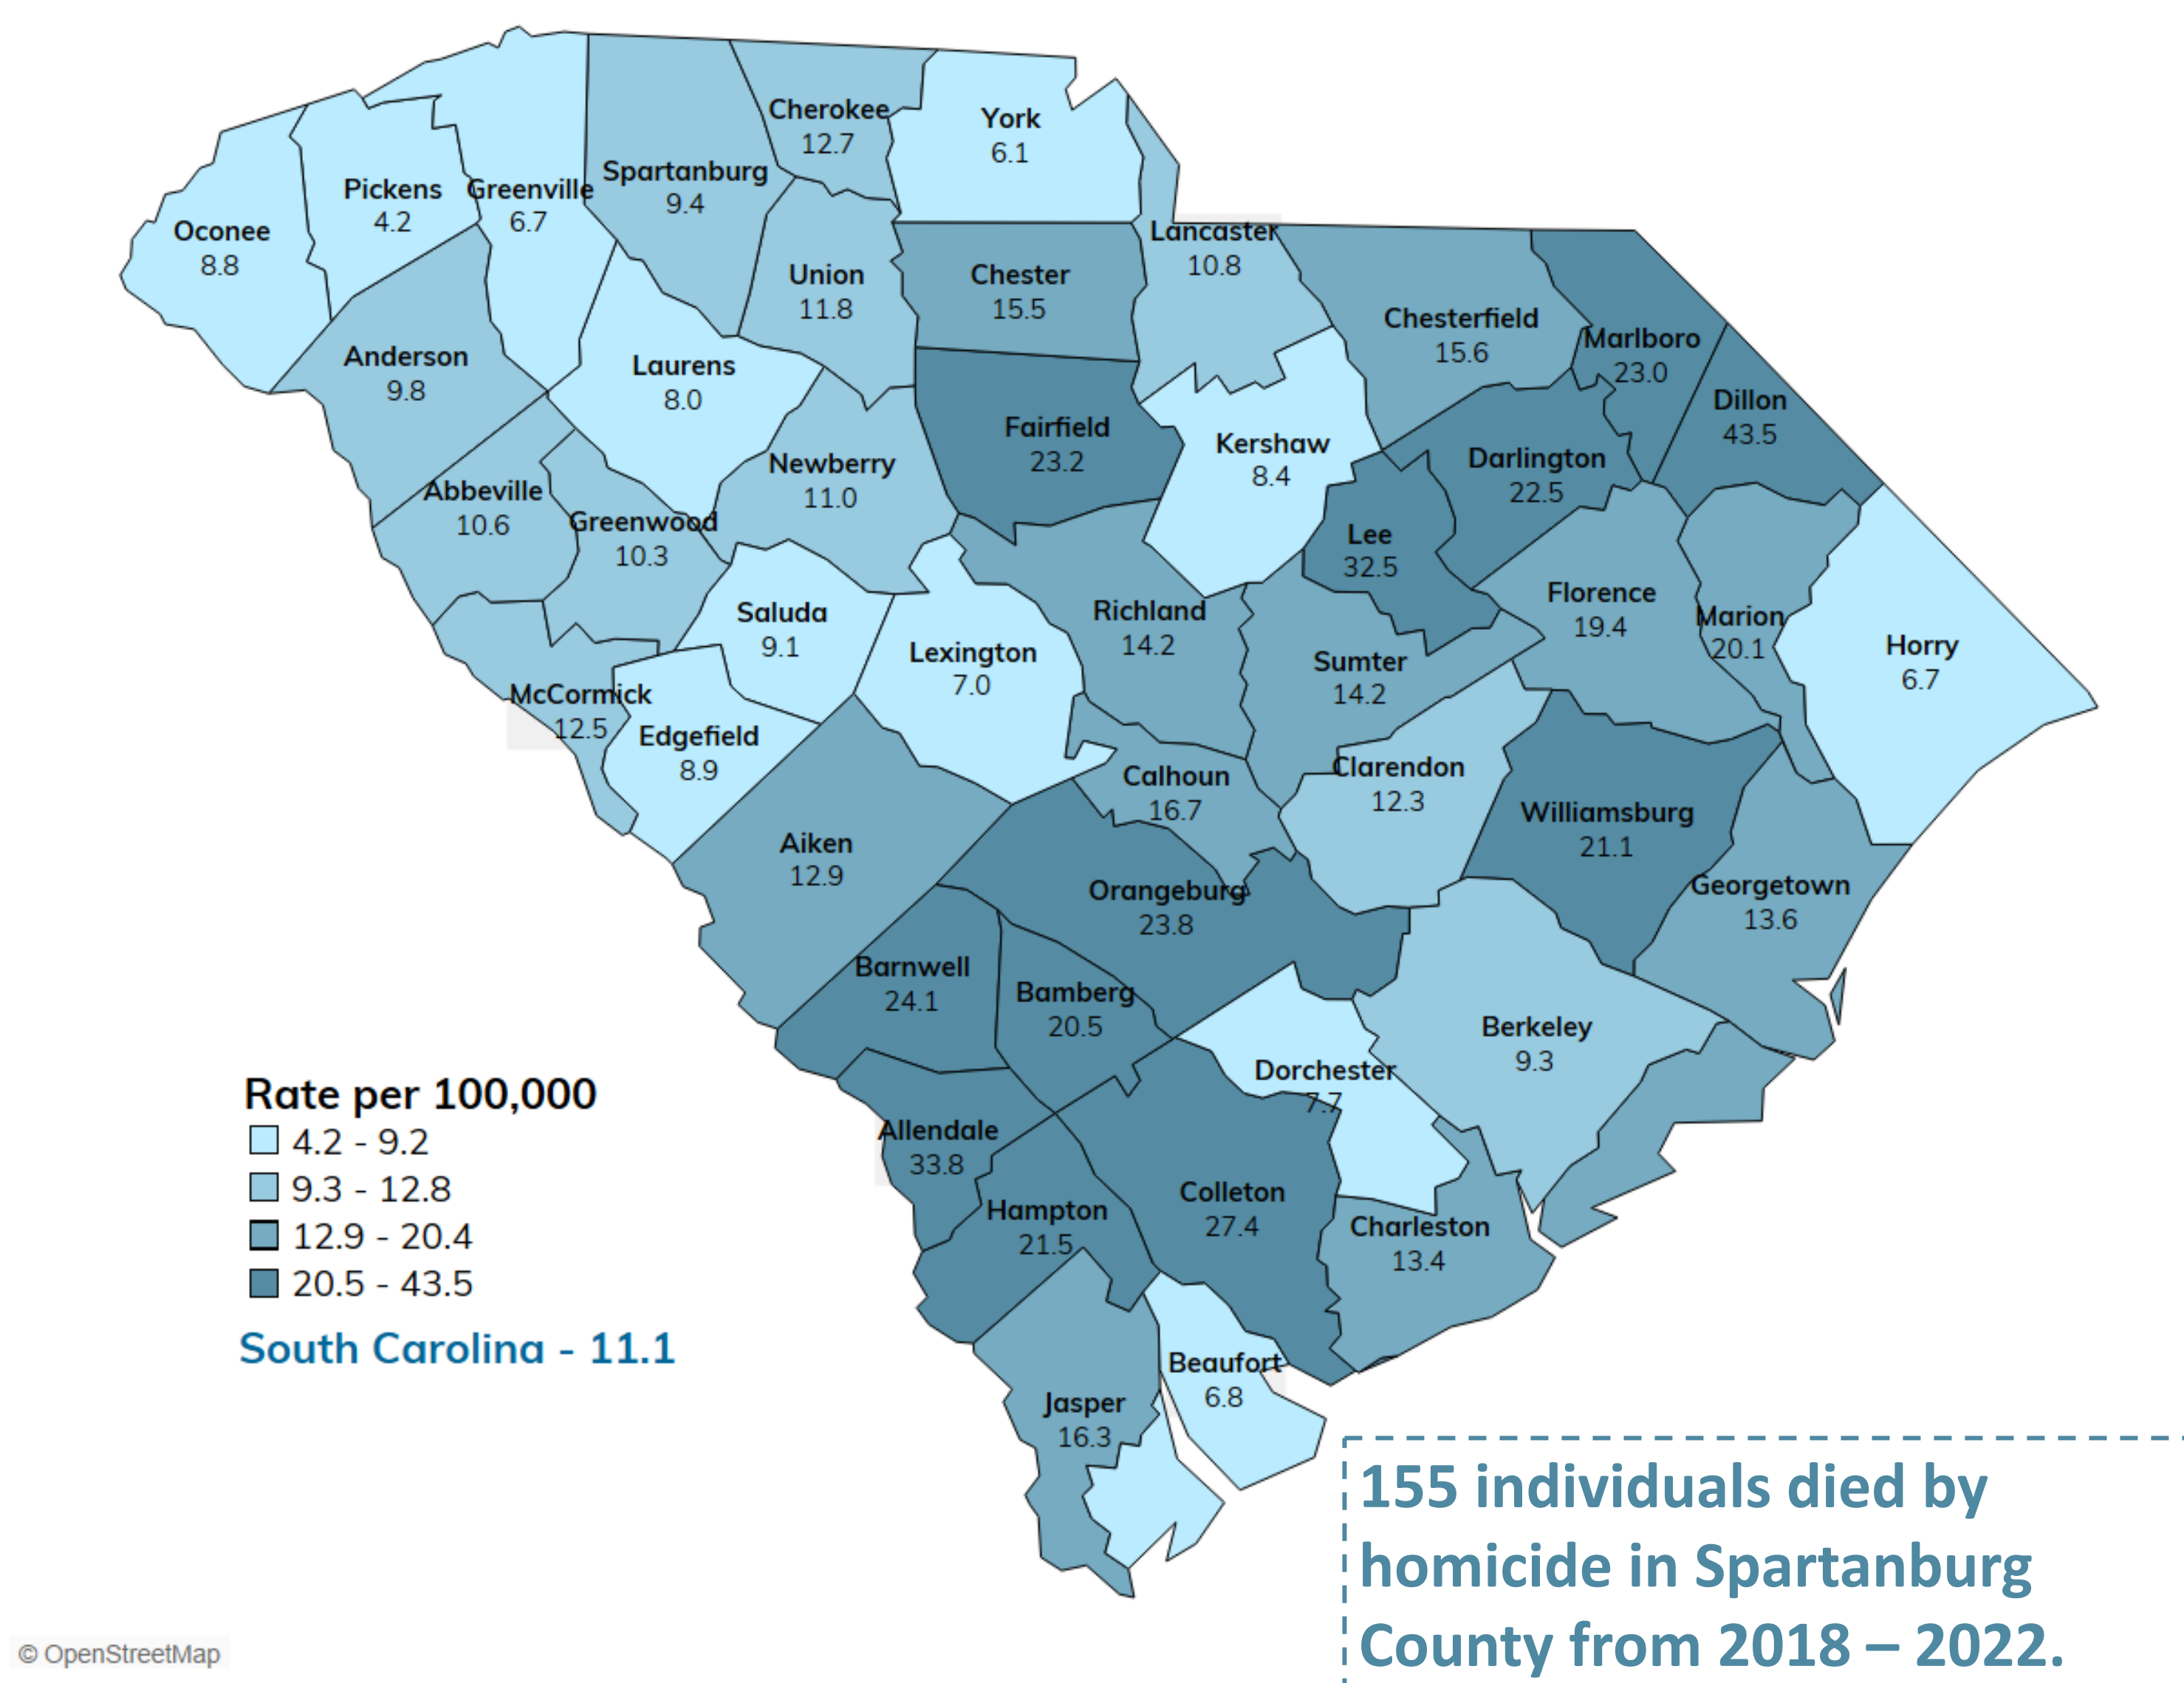 Cherokee
12.7
York
6.1
Spartanburg
9.4
Pickens
4.2
Greenville
6.7
Oconee
8.8
Lancaster
10.8
Union
11.8
Chester
15.5
Chesterfield
15.6
Marlboro
23.0
Anderson
9.8
Laurens
8.0
Dillon
43.5
Fairfield
23.2
Kershaw
8.4
Darlington
22.5
Newberry
11.0
Abbeville
10.6
Greenwood
10.3
Lee
32.5
Florence
19.4
Marion
20.1
Saluda
9.1
Richland
14.2
Lexington
7.0
Sumter
14.2
Horry
6.7
McCormick
12.5
Edgefield
8.9
Calhoun
16.7
Clarendon
12.3
Williamsburg
21.1
Aiken
12.9
Orangeburg
23.8
Georgetown
13.6
Barnwell
24.1
Bamberg
20.5
Berkeley
9.3
Dorchester
7.7
Allendale
33.8
Colleton
27.4
Hampton
21.5
Charleston
13.4
Beaufort
6.8
Jasper
16.3
Rate per 100,000
4.2 - 9.2
9.3 - 12.8
12.9 - 20.4
20.5 - 43.5
South Carolina - 11.1
155 individuals died by
homicide in Spartanburg
County from 2018 – 2022.
© OpenStreetMap